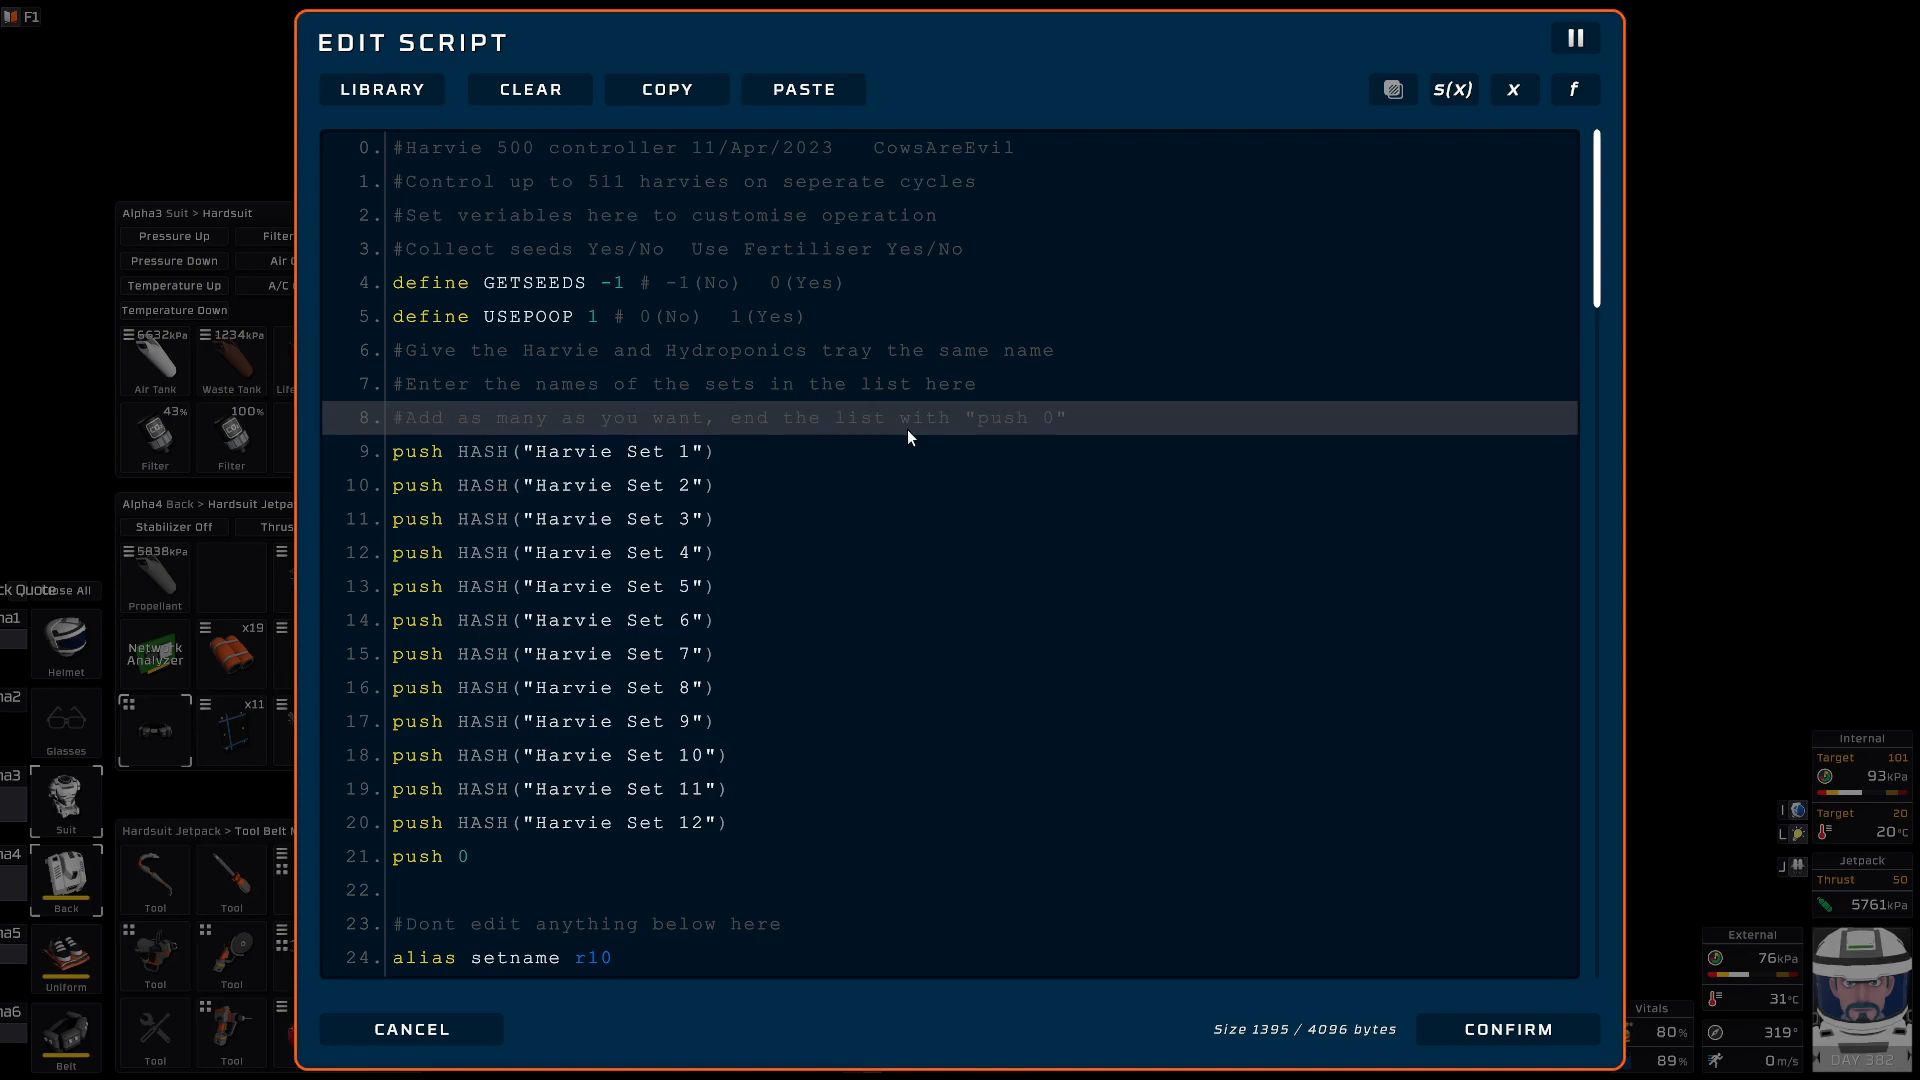 F1
EDIT SCRIPT
LIBRARY CLEAR COPY PASTE s(x) x f
0. #Harvie 500 controller 11/Apr/2023 CowsAreEvil
1. #Control up to 511 harvies on seperate cycles
2. #Set veriables here to customise operation
3. #Collect seeds Yes/No Use Fertiliser Yes/No
4. define GETSEEDS -1 # -1(No) 0(Yes)
5. define USEPOOP 1 # 0(No) 1(Yes)
6. #Give the Harvie and Hydroponics tray the same name
7. #Enter the names of the sets in the list here
8. #Add as many as you want, end the list with "push 0"
9. push HASH("Harvie Set 1")
10. push HASH("Harvie Set 2")
11. push HASH("Harvie Set 3")
12. push HASH("Harvie Set 4")
13. push HASH("Harvie Set 5")
14. push HASH("Harvie Set 6")
15. push HASH("Harvie Set 7")
16. push HASH("Harvie Set 8")
17. push HASH("Harvie Set 9")
18. push HASH("Harvie Set 10")
19. push HASH("Harvie Set 11")
20. push HASH("Harvie Set 12")
21. push 0
22.
23. #Dont edit anything below here
24. alias setname r10
CANCEL Size 1395 / 4096 bytes CONFIRM
Alpha3 Suit > Hardsuit
Pressure Up Filter
Pressure Down Air
Temperature Up A/C
Temperature Down
6632kPa 1234kPa
Air Tank Waste Tank
43% 100%
Filter Filter
Alpha4 Back > Hardsuit Jetpa
Stabilizer Off Thrus
5838kPa
Propellant
x19
Network
Analyzer
x11
Hardsuit Jetpack > Tool Belt
Tool Tool
Tool Tool
Tool Tool
ck Quote
ose All
ha1
Helmet
ha2
Glasses
ha3
Suit
ha4
Back
ha5
Uniform
ha6
Belt
Internal
Target 101
93kPa
Target 20
20°C
I
L
J
Jetpack
Thrust 50
5761kPa
External
76kPa
31°C
319°
0m/s
Vitals
80%
89%
DAY 382